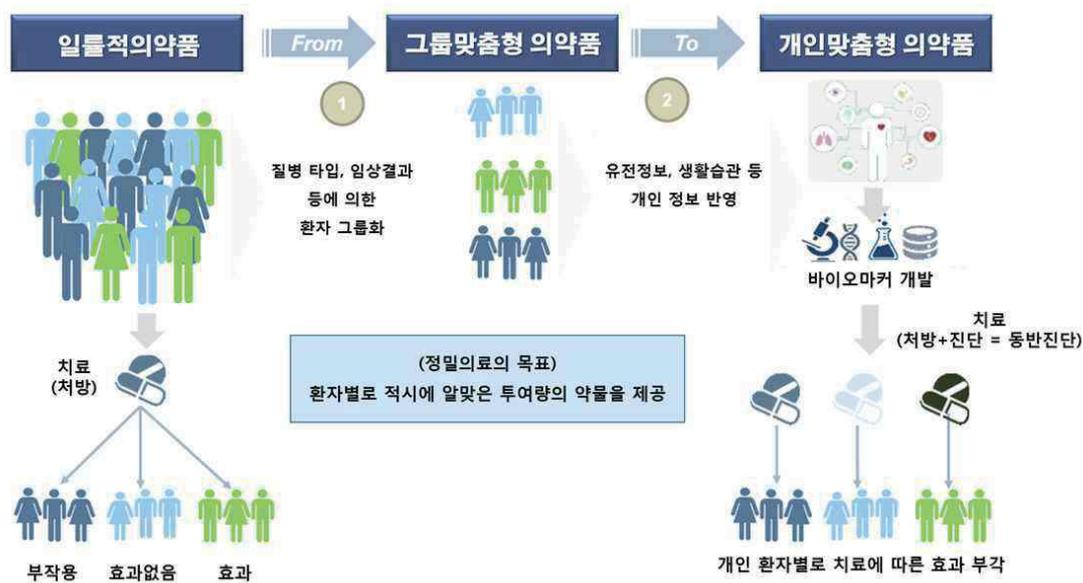 일률적의약품
From
그룹맞춤형 의약품
To
개인맞춤형 의약품
1
2
질병 타입, 임상결과
등에 의한
환자 그룹화
유전정보, 생활습관 등
개인 정보 반영
바이오마커 개발
치료
(처방)
(정밀의료의 목표)
환자별로 적시에 알맞은 투여량의 약물을 제공
치료
(처방+진단 = 동반진단)
부작용
효과없음
효과
개인 환자별로 치료에 따른 효과 부각